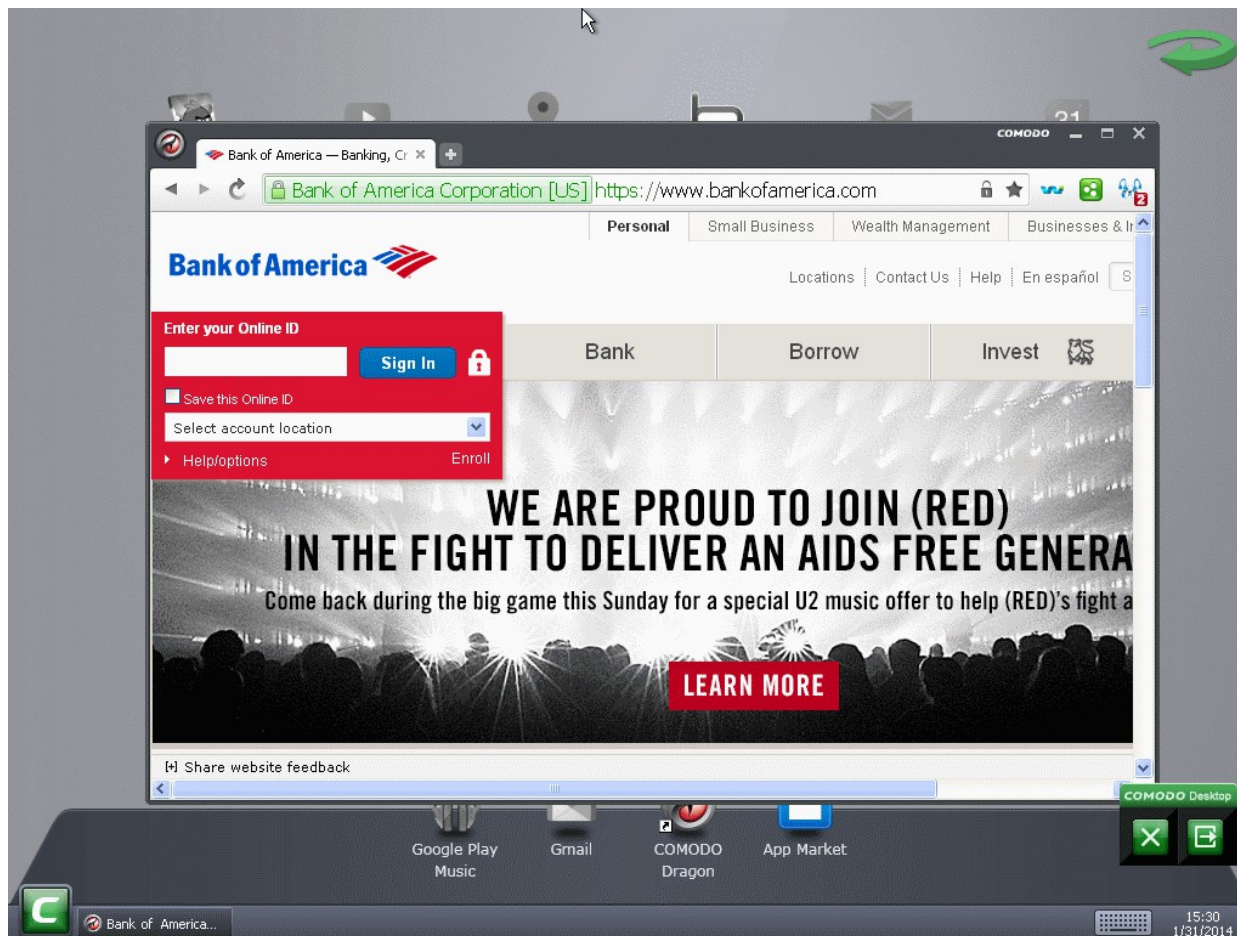 31
COMODO
Bank of America — Banking, Cr
Bank of America Corporation [US] https://www.bankofamerica.com
2
Personal Small Business Wealth Management Businesses & Ir
Bank of America
Locations Contact Us Help En español S
Enter your Online ID
Sign In
Bank Borrow Invest
Save this Online ID
Select account location
Help/options Enroll
WE ARE PROUD TO JOIN (RED)
IN THE FIGHT TO DELIVER AN AIDS FREE GENERA
Come back during the big game this Sunday for a special U2 music offer to help (RED)'s fight a
LEARN MORE
[+] Share website feedback
COMODO Desktop
Google Play Music
Gmail
COMODO Dragon
App Market
C
Bank of America...
15:30
1/31/2014